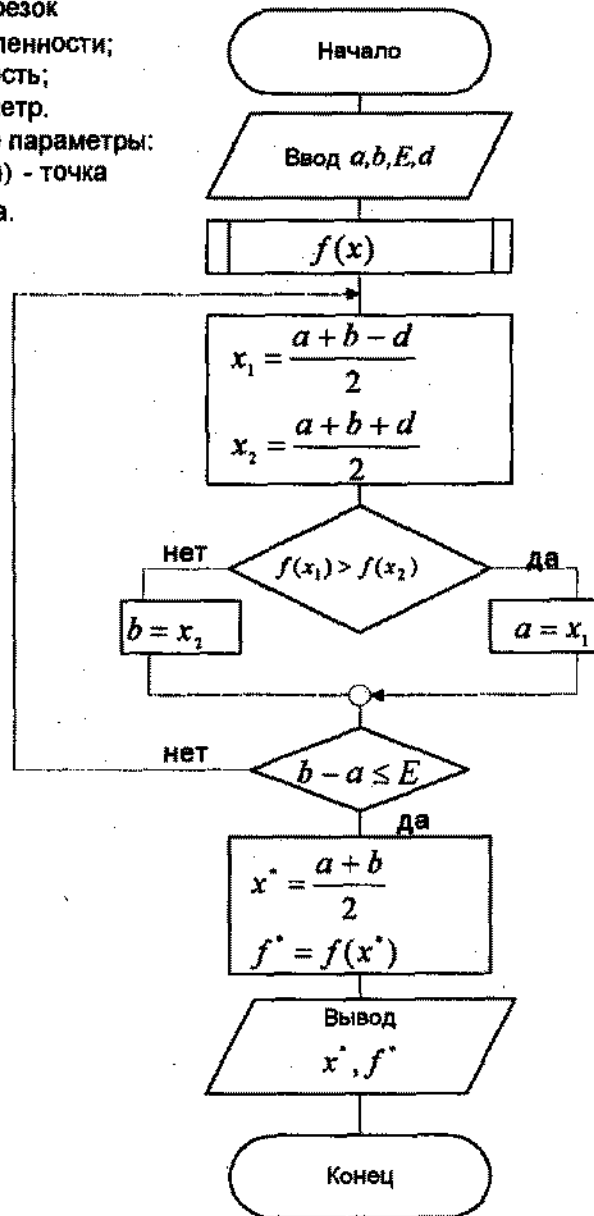 резок
ленности;
сть;
етр.
параметры:
) - точка
а.
Начало
Ввод a,b,E,d
f(x)
x₁ = (a + b − d) / 2
x₂ = (a + b + d) / 2
f(x₁) > f(x₂)
нет
да
b = x₂
a = x₁
нет
b − a ≤ E
да
x* = (a + b) / 2
f* = f(x*)
Вывод
x*, f*
Конец